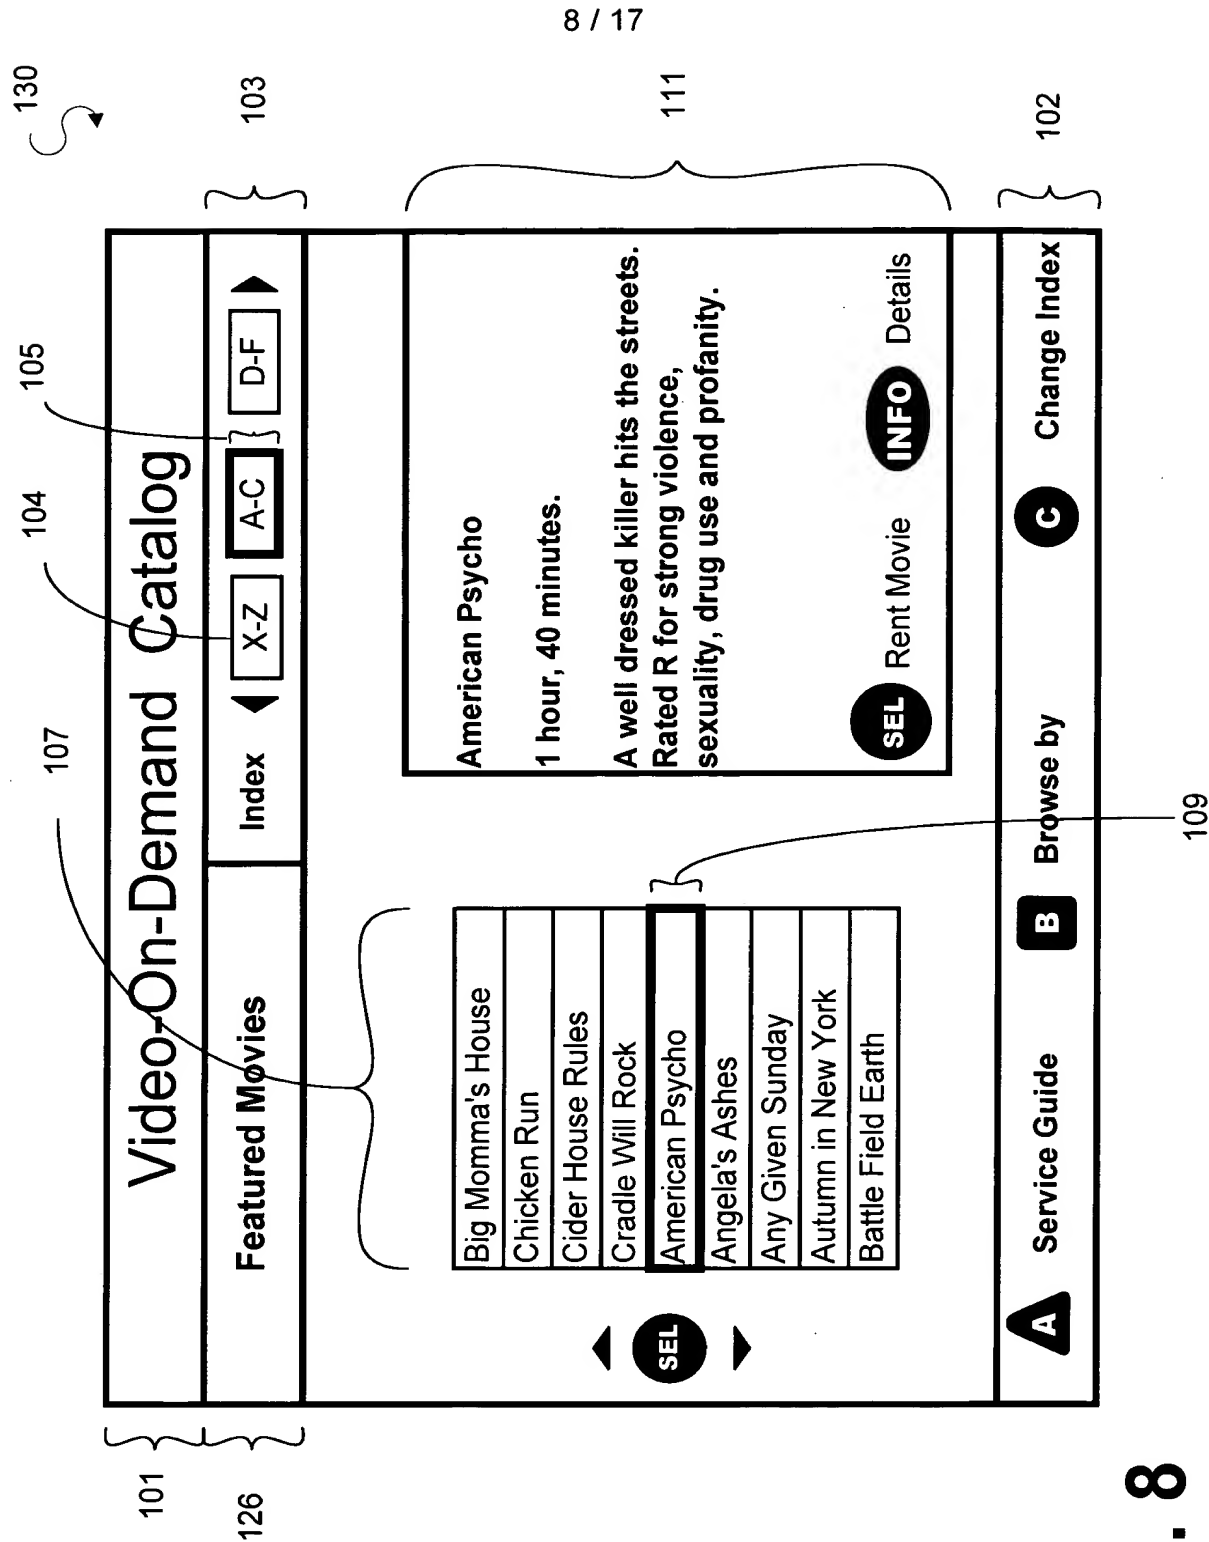 8 / 17
130
101
Video-On-Demand Catalog
126
Featured Movies
Index
X-Z
A-C
D-F
103
104
105
107
Big Momma's House
Chicken Run
Cider House Rules
Cradle Will Rock
American Psycho
Angela's Ashes
Any Given Sunday
Autumn in New York
Battle Field Earth
SEL
109
American Psycho
1 hour, 40 minutes.
A well dressed killer hits the streets.
Rated R for strong violence,
sexuality, drug use and profanity.
SEL Rent Movie INFO Details
111
A Service Guide B Browse by C Change Index
102
. 8